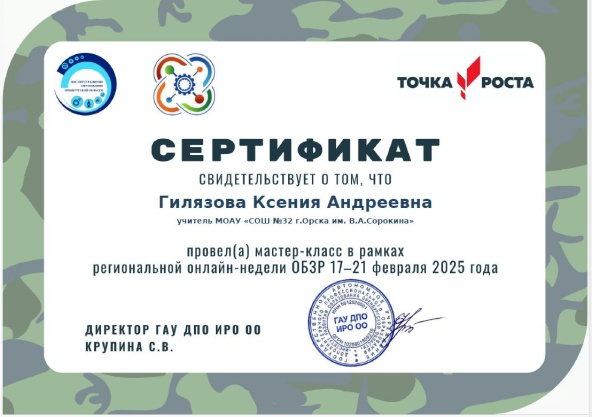 ТОЧКА РОСТА
СЕРТИФИКАТ
СВИДЕТЕЛЬСТВУЕТ О ТОМ, ЧТО
Гилязова Ксения Андреевна
учитель МОАУ «СОШ №32 г.Орска им. В.А.Сорокина»
провел(а) мастер-класс в рамках
региональной онлайн-недели ОБЗР 17–21 февраля 2025 года
ГАУ ДПО
ИРО ОО
ДИРЕКТОР ГАУ ДПО ИРО ОО
КРУПИНА С.В.